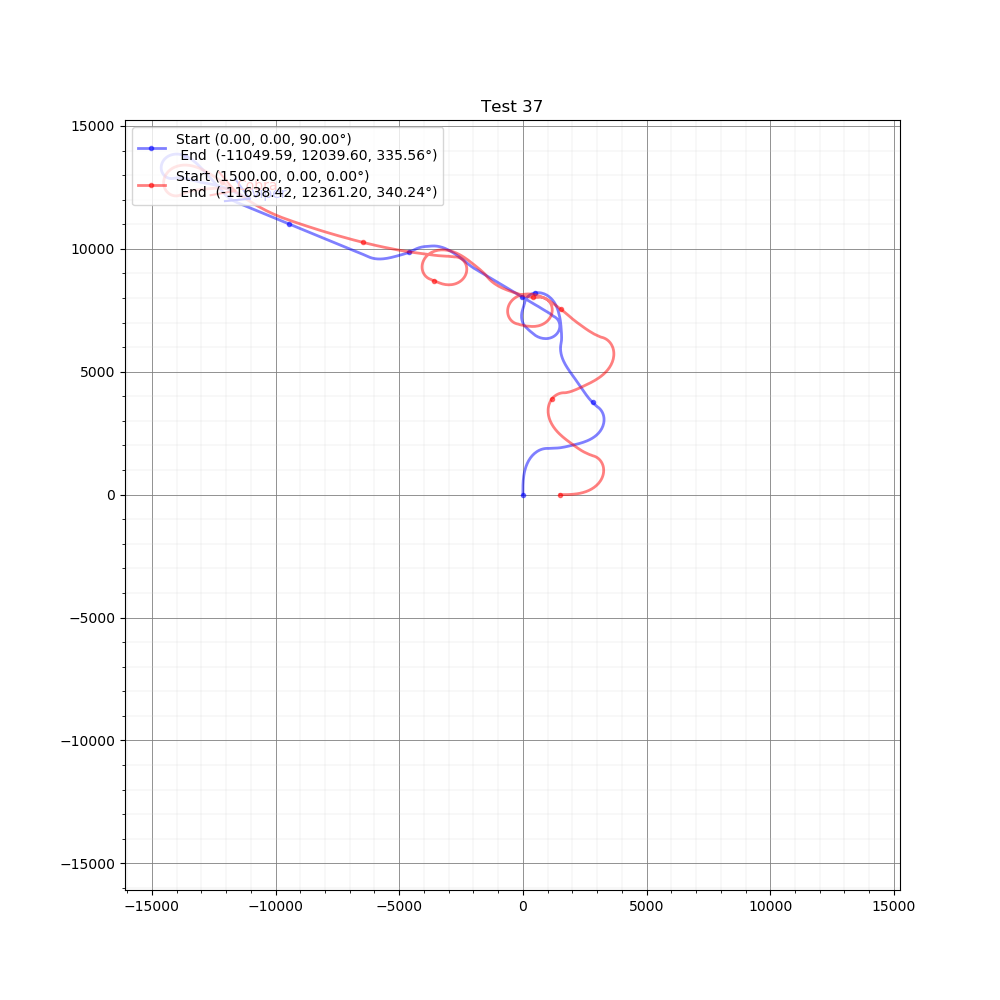 Test 37
Start (0.00, 0.00, 90.00°)
End (-11049.59, 12039.60, 335.56°)
Start (1500.00, 0.00, 0.00°)
End (-11638.42, 12361.20, 340.24°)
15000
10000
5000
0
−5000
−10000
−15000
−15000 −10000 −5000 0 5000 10000 15000